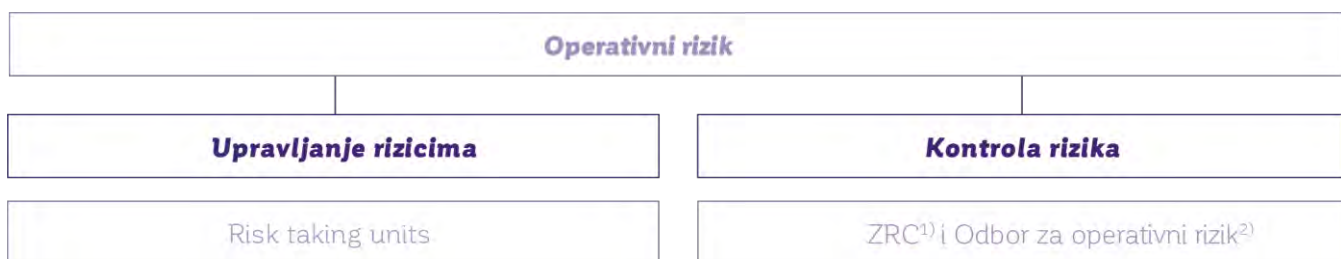 Operativni rizik
Upravljanje rizicima
Kontrola rizika
Risk taking units
ZRC¹⁾ i Odbor za operativni rizik²⁾